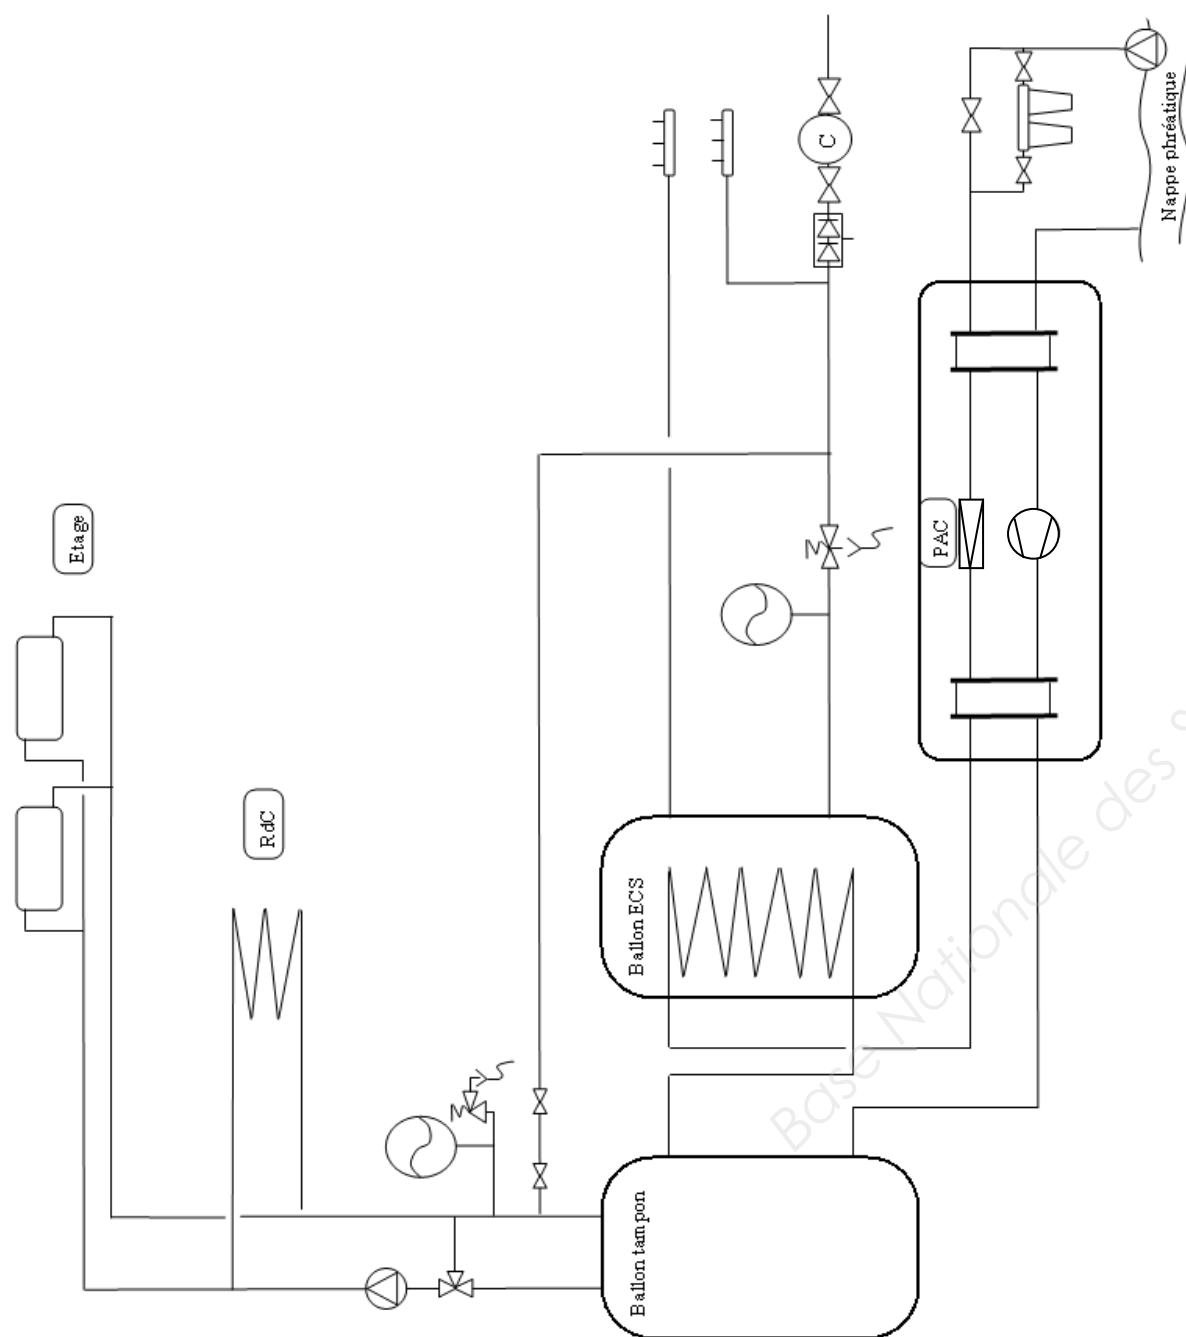 Etage
RdC
C
Nappe phréatique
PAC
Ballon ECS
Ballon tampon
Base Nationale des